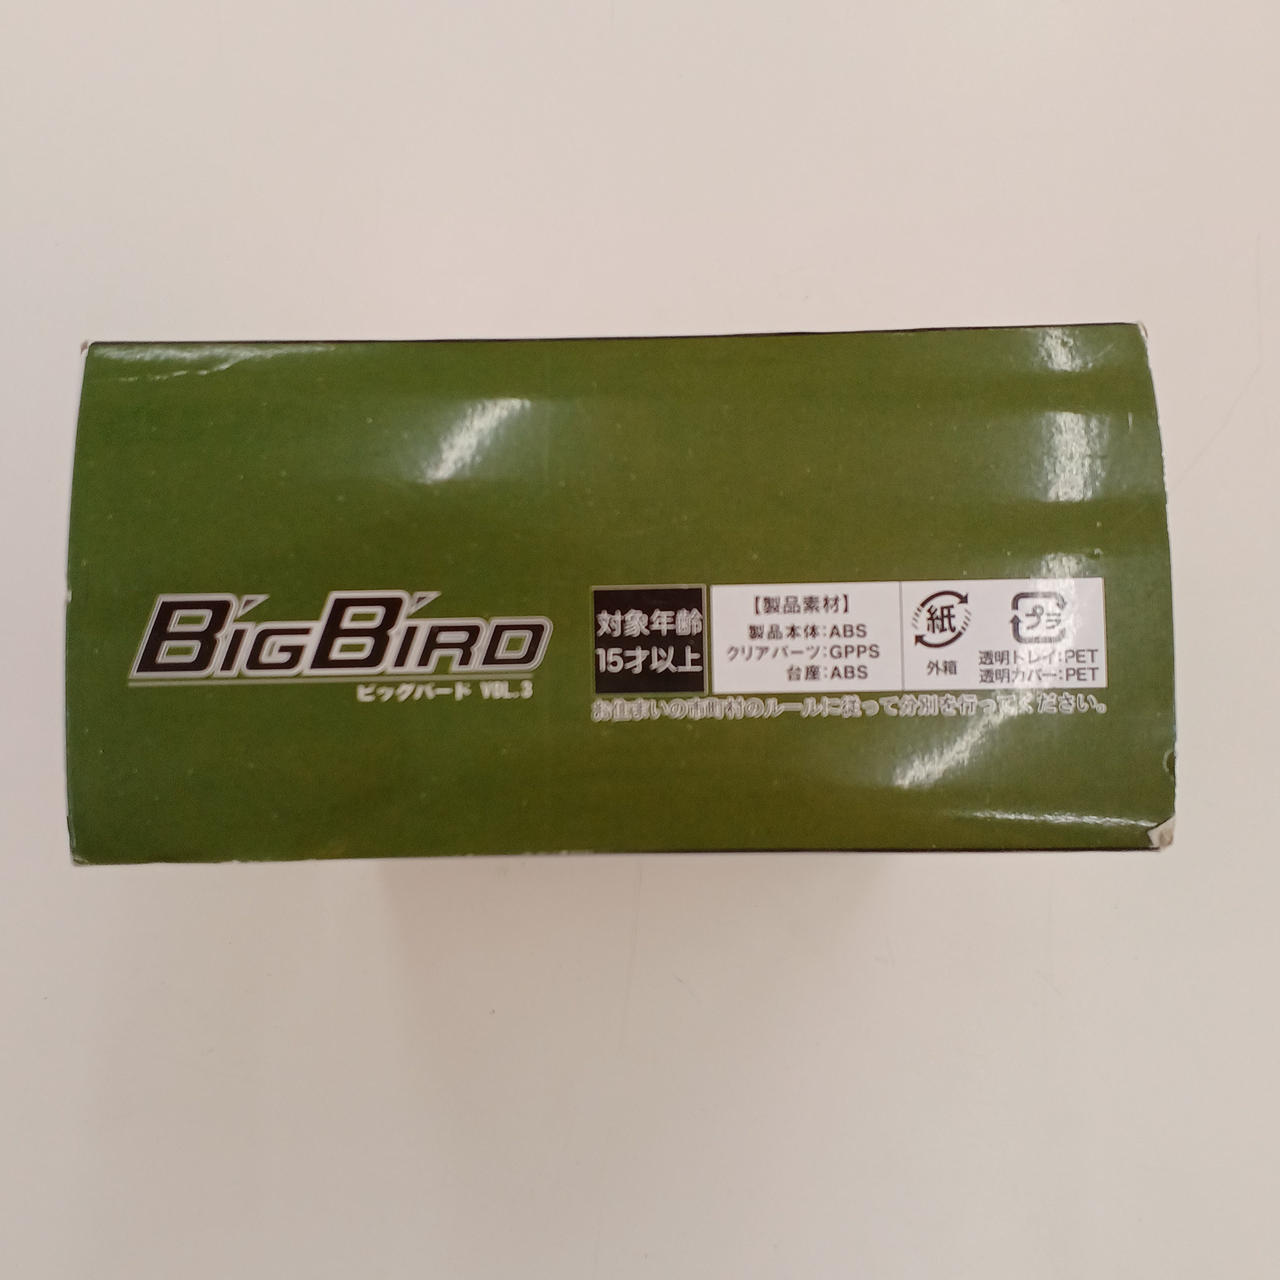 BIGBIRD
ビッグバード VOL.3
対象年齢
15才以上
【製品素材】
製品本体:ABS
クリアパーツ:GPPS
台座:ABS
紙
外箱
プラ
透明トレイ:PET
透明カバー:PET
お住まいの市町村のルールに従って分別を行ってください。